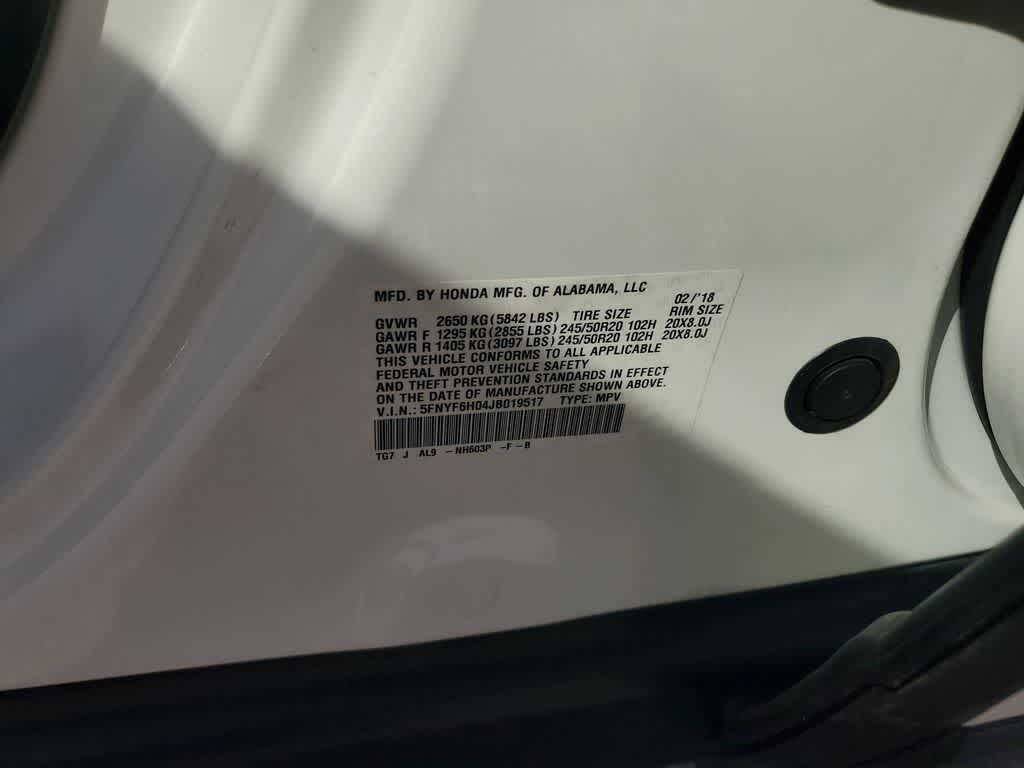 MFD. BY HONDA MFG. OF ALABAMA, LLC 02/'18
GVWR 2650 KG(5842 LBS) TIRE SIZE RIM SIZE
GAWR F 1295 KG(2855 LBS) 245/50R20 102H 20X8.0J
GAWR R 1405 KG(3097 LBS) 245/50R20 102H 20X8.0J
THIS VEHICLE CONFORMS TO ALL APPLICABLE
FEDERAL MOTOR VEHICLE SAFETY
AND THEFT PREVENTION STANDARDS IN EFFECT
ON THE DATE OF MANUFACTURE SHOWN ABOVE.
V.I.N.: 5FNYF6H04JB019517 TYPE: MPV
TG7 J AL9 -NH603P -F-B